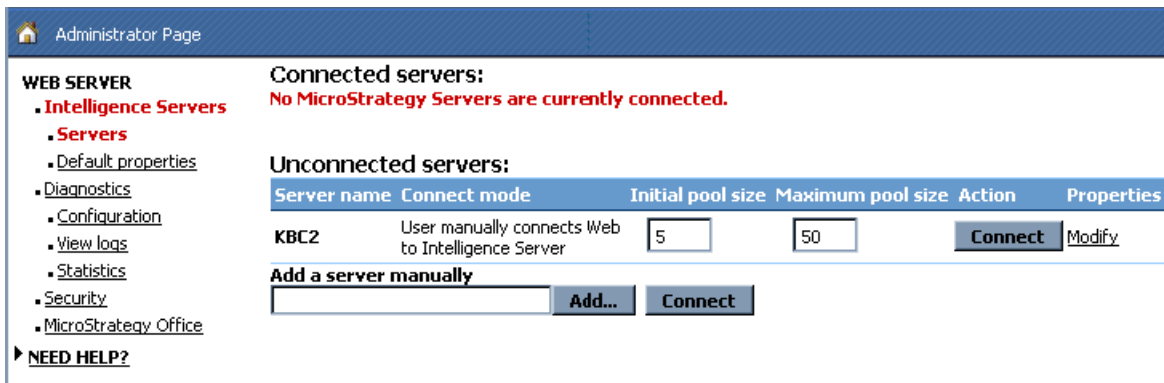 Administrator Page
WEB SERVER
Intelligence Servers
Servers
Default properties
Diagnostics
Configuration
View logs
Statistics
Security
MicroStrategy Office
NEED HELP?
Connected servers:
No MicroStrategy Servers are currently connected.
Unconnected servers:
Server name Connect mode Initial pool size Maximum pool size Action Properties
KBC2 User manually connects Web to Intelligence Server 5 50 Connect Modify
Add a server manually
Add... Connect